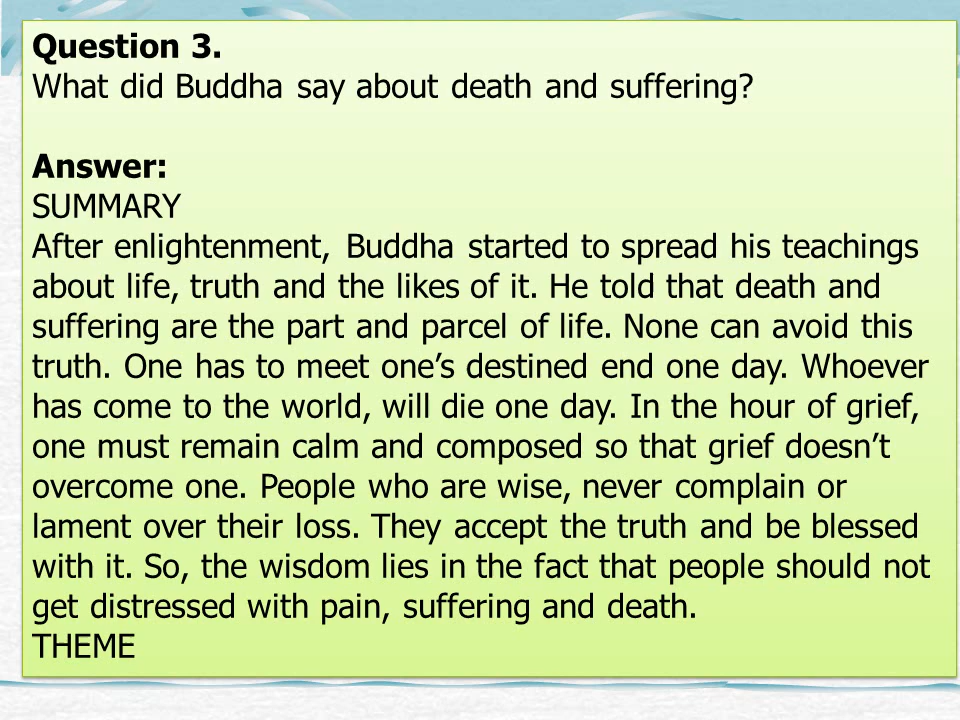 Question 3.
What did Buddha say about death and suffering?
Answer:
SUMMARY
After enlightenment, Buddha started to spread his teachings
about life, truth and the likes of it. He told that death and
suffering are the part and parcel of life. None can avoid this
truth. One has to meet one’s destined end one day. Whoever
has come to the world, will die one day. In the hour of grief,
one must remain calm and composed so that grief doesn’t
overcome one. People who are wise, never complain or
lament over their loss. They accept the truth and be blessed
with it. So, the wisdom lies in the fact that people should not
get distressed with pain, suffering and death.
THEME